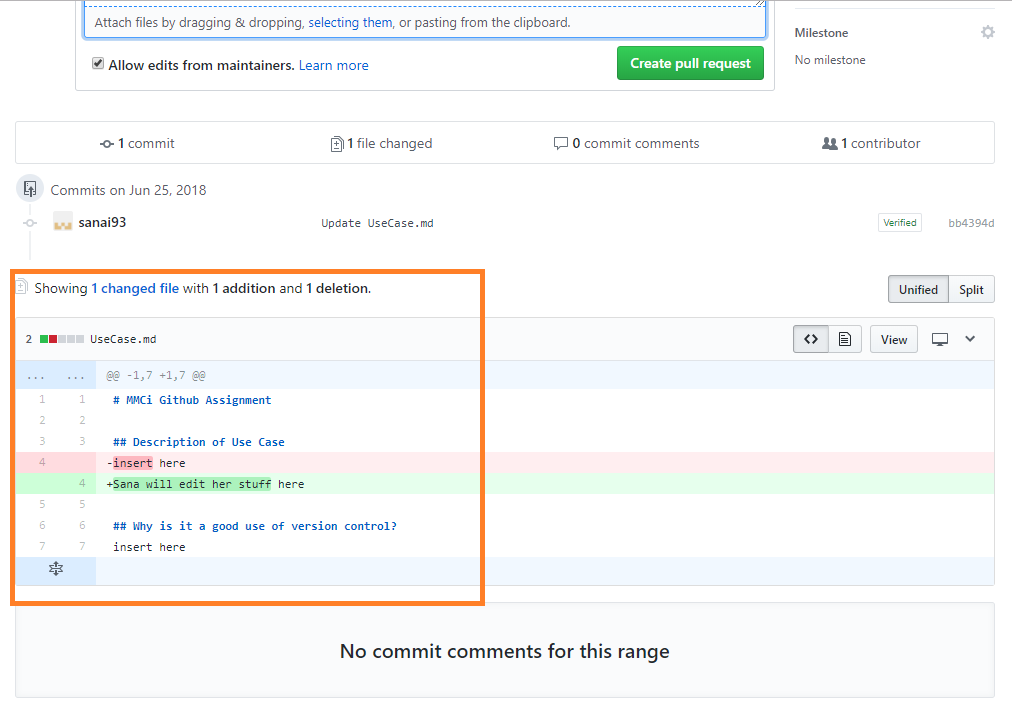 Attach files by dragging & dropping, selecting them, or pasting from the clipboard.
Allow edits from maintainers. Learn more
Create pull request
Milestone
No milestone
1 commit
1 file changed
0 commit comments
1 contributor
Commits on Jun 25, 2018
sanai93
Update UseCase.md
Verified
bb4394d
Showing 1 changed file with 1 addition and 1 deletion.
Unified
Split
2 UseCase.md
View
... ... @@ -1,7 +1,7 @@
1 1 # MMCi Github Assignment
2 2
3 3 ## Description of Use Case
4 -insert here
4 +Sana will edit her stuff here
5 5
6 6 ## Why is it a good use of version control?
7 7 insert here
No commit comments for this range